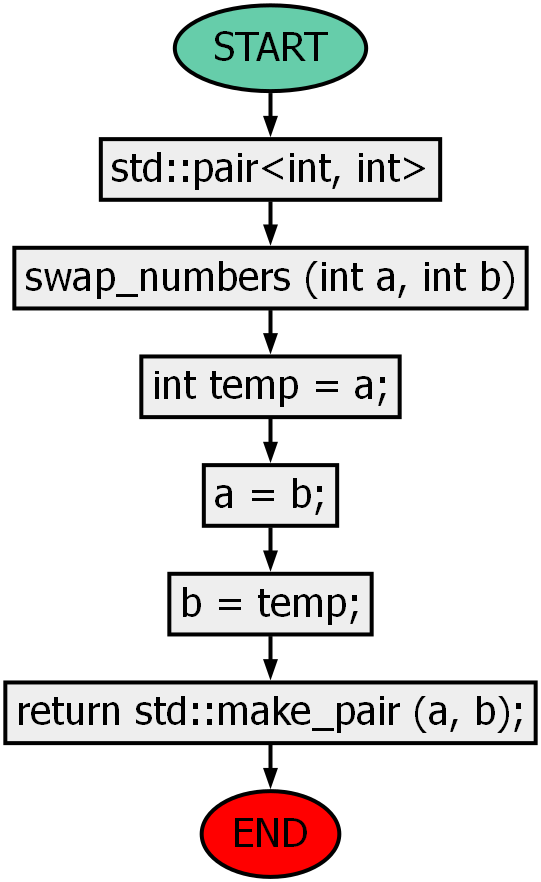 START
std::pair<int, int>
swap_numbers (int a, int b)
int temp = a;
a = b;
b = temp;
return std::make_pair (a, b);
END